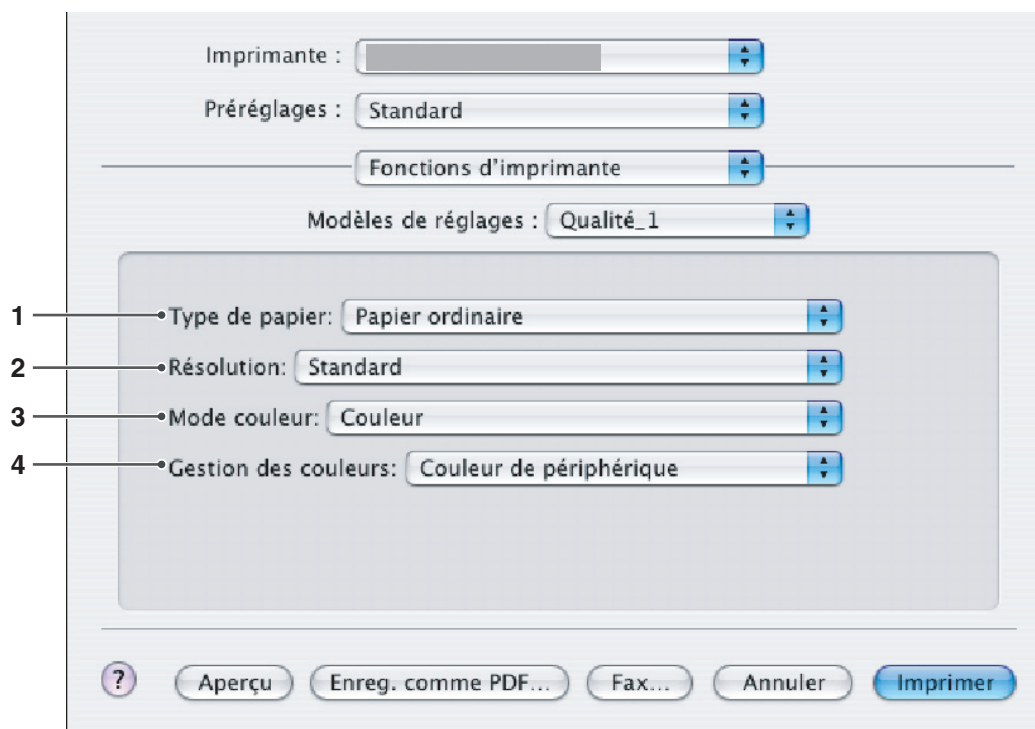 Imprimante :
Préréglages : Standard
Fonctions d'imprimante
Modèles de réglages : Qualité_1
1 Type de papier: Papier ordinaire
2 Résolution: Standard
3 Mode couleur: Couleur
4 Gestion des couleurs: Couleur de périphérique
? Aperçu Enreg. comme PDF... Fax... Annuler Imprimer